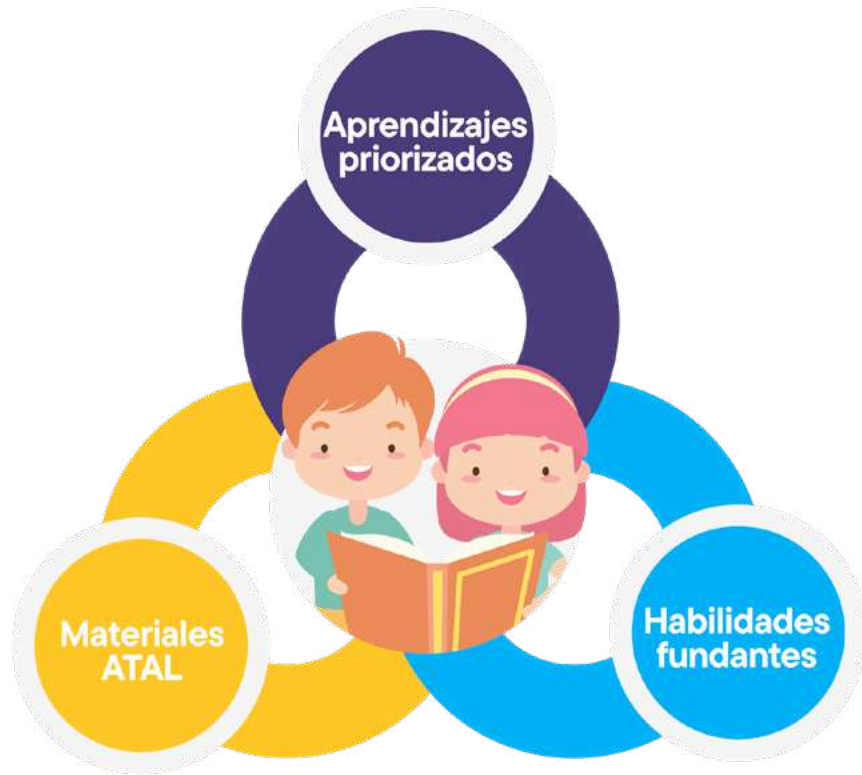 Aprendizajes
priorizados
Materiales
ATAL
Habilidades
fundantes